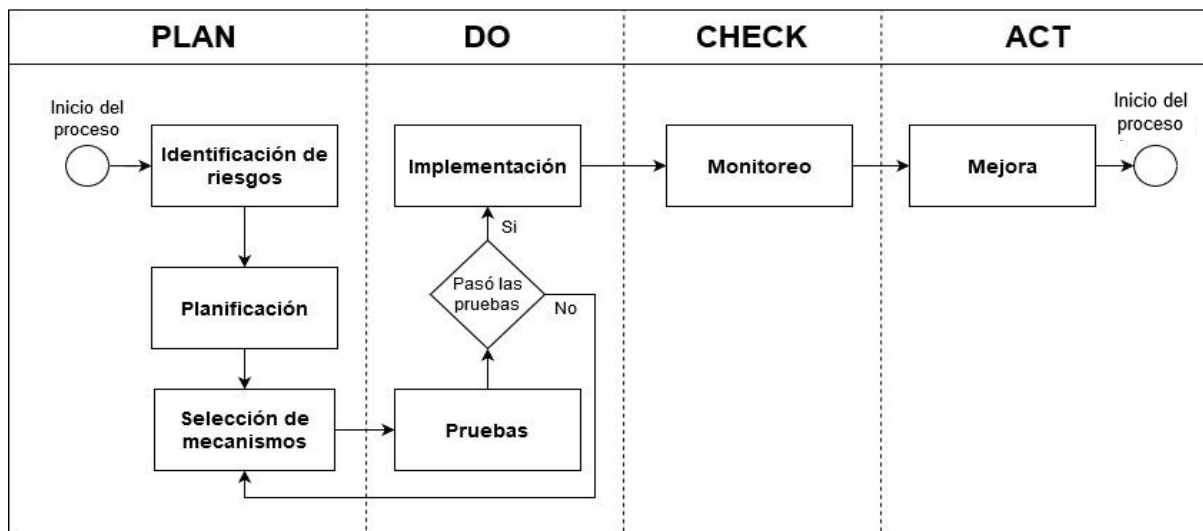 PLAN
DO
CHECK
ACT
Inicio del
proceso
Identificación de
riesgos
Planificación
Selección de
mecanismos
Implementación
Si
Pasó las
pruebas
No
Pruebas
Monitoreo
Mejora
Inicio del
proceso